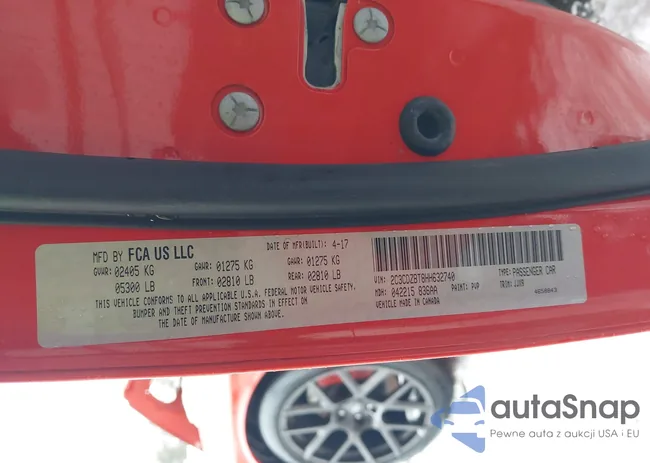 MFD BY FCA US LLC DATE OF MFR(BUILT): 4-17
GVWR: 02405 KG GAWR: 01275 KG GAWR: 01275 KG
05300 LB FRONT: 02810 LB REAR: 02810 LB
THIS VEHICLE CONFORMS TO ALL APPLICABLE U.S.A. FEDERAL MOTOR VEHICLE SAFETY,
BUMPER AND THEFT PREVENTION STANDARDS IN EFFECT ON
THE DATE OF MANUFACTURE SHOWN ABOVE.
VIN: 2C3CDZBT8HH632740 TYPE: PASSENGER CAR
MDH: 042215 836AA PAINT: PVP TRIM:
VEHICLE MADE IN CANADA
autaSnap
Pewne auta z aukcji USA i EU